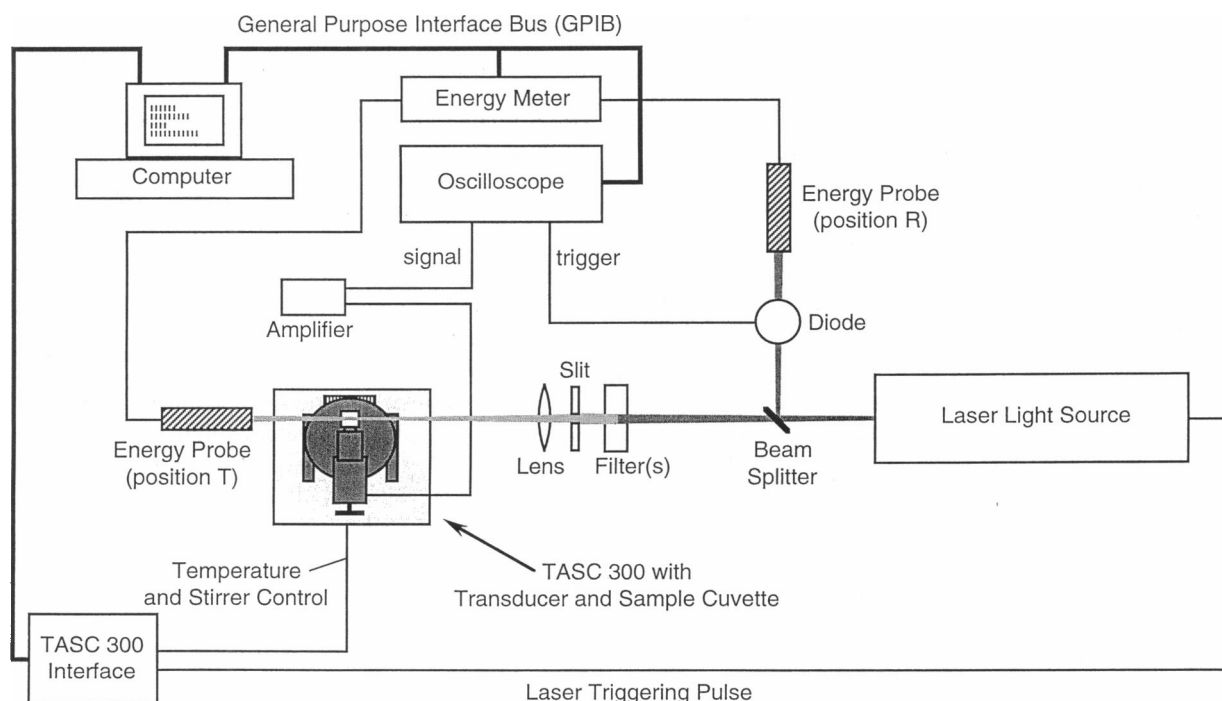 General Purpose Interface Bus (GPIB)
Energy Meter
Computer
Oscilloscope
Energy Probe
(position R)
signal
trigger
Amplifier
Diode
Slit
Laser Light Source
Energy Probe
(position T)
Lens
Filter(s)
Beam
Splitter
Temperature
and Stirrer Control
TASC 300 with
Transducer and Sample Cuvette
TASC 300
Interface
Laser Triggering Pulse